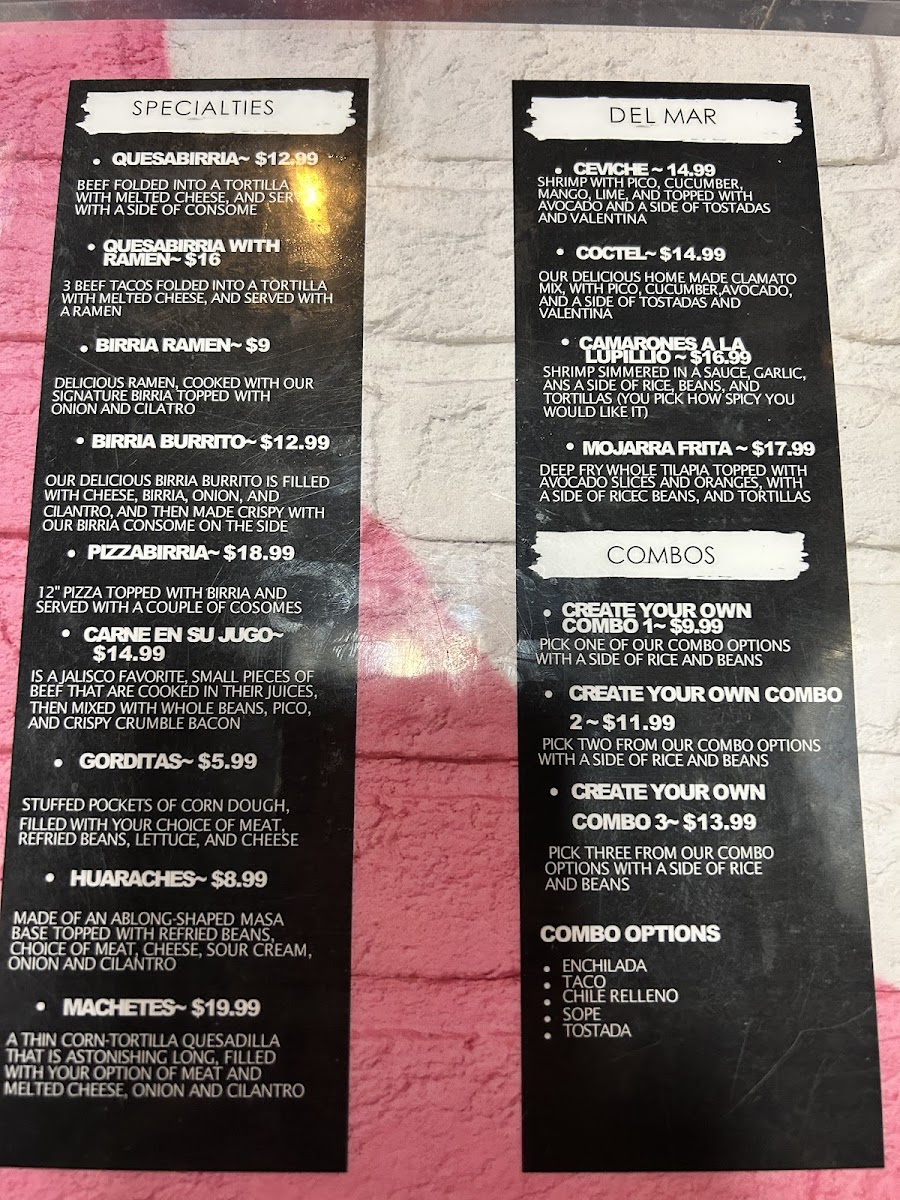 SPECIALTIES
• QUESABIRRIA~ $12.99
BEEF FOLDED INTO A TORTILLA
WITH MELTED CHEESE, AND
WITH A SIDE OF CONSOME
• QUESABIRRIA WITH
RAMEN~ $16
3 BEEF TACOS FOLDED INTO A TORTILLA
WITH MELTED CHEESE, AND SERVED WITH
A RAMEN
• BIRRIA RAMEN~ $9
DELICIOUS RAMEN, COOKED WITH OUR
SIGNATURE BIRRIA TOPPED WITH
ONION AND CILATRO
• BIRRIA BURRITO~ $12.99
OUR DELICIOUS BIRRIA BURRITO IS FILLED
WITH CHEESE, BIRRIA, ONION, AND
CILANTRO, AND THEN MADE CRISPY WITH
OUR BIRRIA CONSOME ON THE SIDE
• PIZZABIRRIA~ $18.99
12" PIZZA TOPPED WITH BIRRIA AND
SERVED WITH A COUPLE OF COSOMES
• CARNE EN SU JUGO~
$14.99
IS A JALISCO FAVORITE, SMALL PIECES OF
BEEF THAT ARE COOKED IN THEIR JUICES,
THEN MIXED WITH WHOLE BEANS, PICO,
AND CRISPY CRUMBLE BACON
• GORDITAS~ $5.99
STUFFED POCKETS OF CORN DOUGH,
FILLED WITH YOUR CHOICE OF MEAT,
REFRIED BEANS, LETTUCE, AND CHEESE
• HUARACHES~ $8.99
MADE OF AN ABLONG-SHAPED MASA
BASE TOPPED WITH REFRIED BEANS,
CHOICE OF MEAT, CHEESE, SOUR CREAM,
ONION AND CILANTRO
• MACHETES~ $19.99
A THIN CORN-TORTILLA QUESADILLA
THAT IS ASTONISHING LONG, FILLED
WITH YOUR OPTION OF MEAT AND
MELTED CHEESE, ONION AND CILANTRO
DEL MAR
• CEVICHE ~ 14.99
SHRIMP WITH PICO, CUCUMBER,
MANGO, LIME, AND TOPPED WITH
AVOCADO AND A SIDE OF TOSTADAS
AND VALENTINA
• COCTEL~ $14.99
OUR DELICIOUS HOME MADE CLAMATO
MIX, WITH PICO, CUCUMBER,AVOCADO,
AND A SIDE OF TOSTADAS AND
VALENTINA
• CAMARONES A LA
LUPILLIO ~ $16.99
SHRIMP SIMMERED IN A SAUCE, GARLIC,
ANS A SIDE OF RICE, BEANS, AND
TORTILLAS (YOU PICK HOW SPICY YOU
WOULD LIKE IT)
• MOJARRA FRITA ~ $17.99
DEEP FRY WHOLE TILAPIA TOPPED WITH
AVOCADO SLICES AND ORANGES, WITH
A SIDE OF RICEC BEANS, AND TORTILLAS
COMBOS
• CREATE YOUR OWN
COMBO 1~ $9.99
PICK ONE OF OUR COMBO OPTIONS
WITH A SIDE OF RICE AND BEANS
• CREATE YOUR OWN COMBO
2 ~ $11.99
PICK TWO FROM OUR COMBO OPTIONS
WITH A SIDE OF RICE AND BEANS
• CREATE YOUR OWN
COMBO 3~ $13.99
PICK THREE FROM OUR COMBO
OPTIONS WITH A SIDE OF RICE
AND BEANS
COMBO OPTIONS
• ENCHILADA
• TACO
• CHILE RELLENO
• SOPE
• TOSTADA